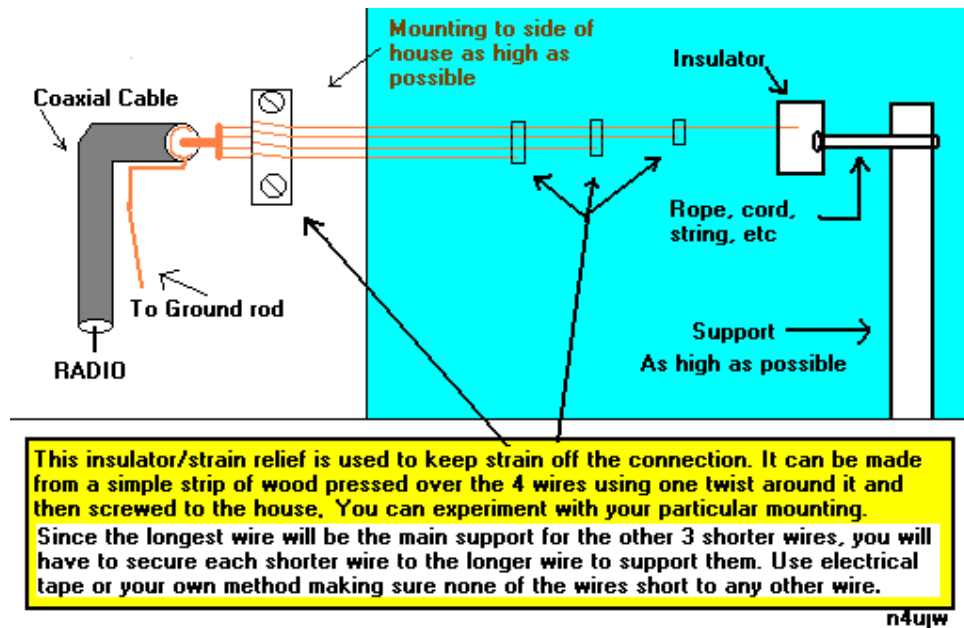 Mounting to side of
house as high as
possible
Insulator
Coaxial Cable
Rope, cord,
string, etc
To Ground rod
Support
As high as possible
RADIO
This insulator/strain relief is used to keep strain off the connection. It can be made
from a simple strip of wood pressed over the 4 wires using one twist around it and
then screwed to the house. You can experiment with your particular mounting.
Since the longest wire will be the main support for the other 3 shorter wires, you will
have to secure each shorter wire to the longer wire to support them. Use electrical
tape or your own method making sure none of the wires short to any other wire.
n4ujw